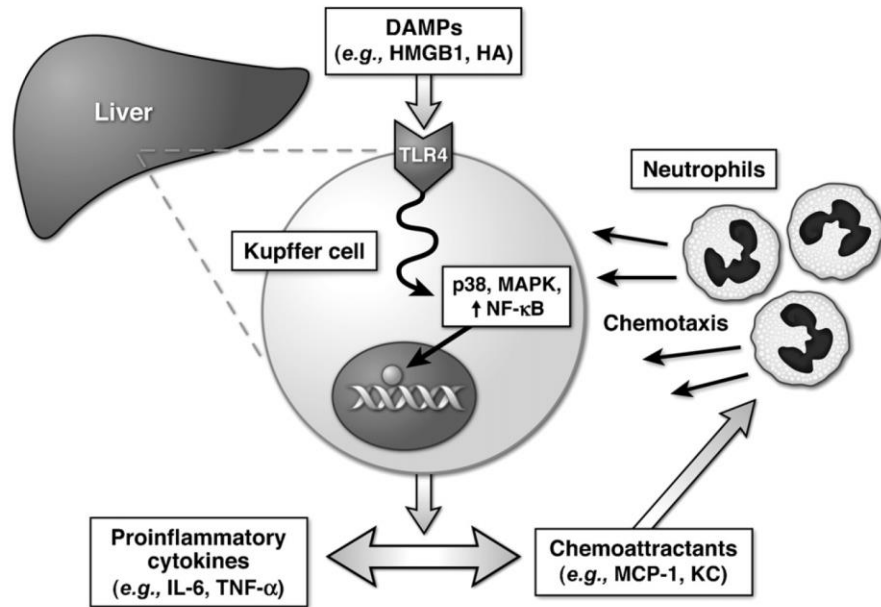 DAMPs
(e.g., HMGB1, HA)
Liver
TLR4
Neutrophils
Kupffer cell
p38, MAPK,
↑ NF-κB
Chemotaxis
Proinflammatory
cytokines
(e.g., IL-6, TNF-α)
Chemoattractants
(e.g., MCP-1, KC)